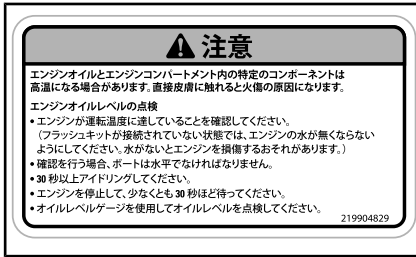 注意
エンジンオイルとエンジンコンパートメント内の特定のコンポーネントは
高温になる場合があります。直接皮膚に触れると火傷の原因になります。
エンジンオイルレベルの点検
• エンジンが運転温度に達していることを確認してください。
（フラッシュキットが接続されていない状態では、エンジンの水が無くならない
ようにしてください。水がないとエンジンを損傷するおそれがあります。）
• 確認を行う場合、ボートは水平でなければなりません。
• 30 秒以上アイドリングしてください。
• エンジンを停止して、少なくとも 30 秒ほど待ってください。
• オイルレベルゲージを使用してオイルレベルを点検してください。
219904829